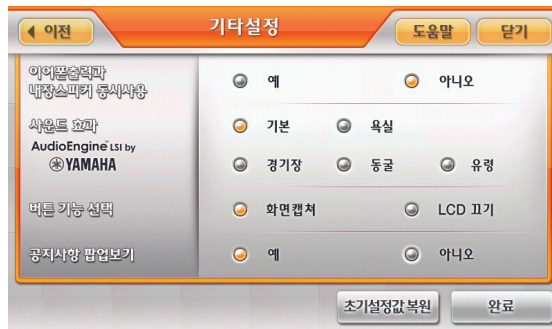 이전
기타설정
도움말
닫기
이어폰출력과
내장스피커 동시사용
예
아니오
사운드 효과
AudioEngine™ LSI by
YAMAHA
기본
욕실
경기장
동굴
유령
버튼 기능 선택
화면캡쳐
LCD 끄기
공지사항 팝업보기
예
아니오
초기설정값 복원
완료